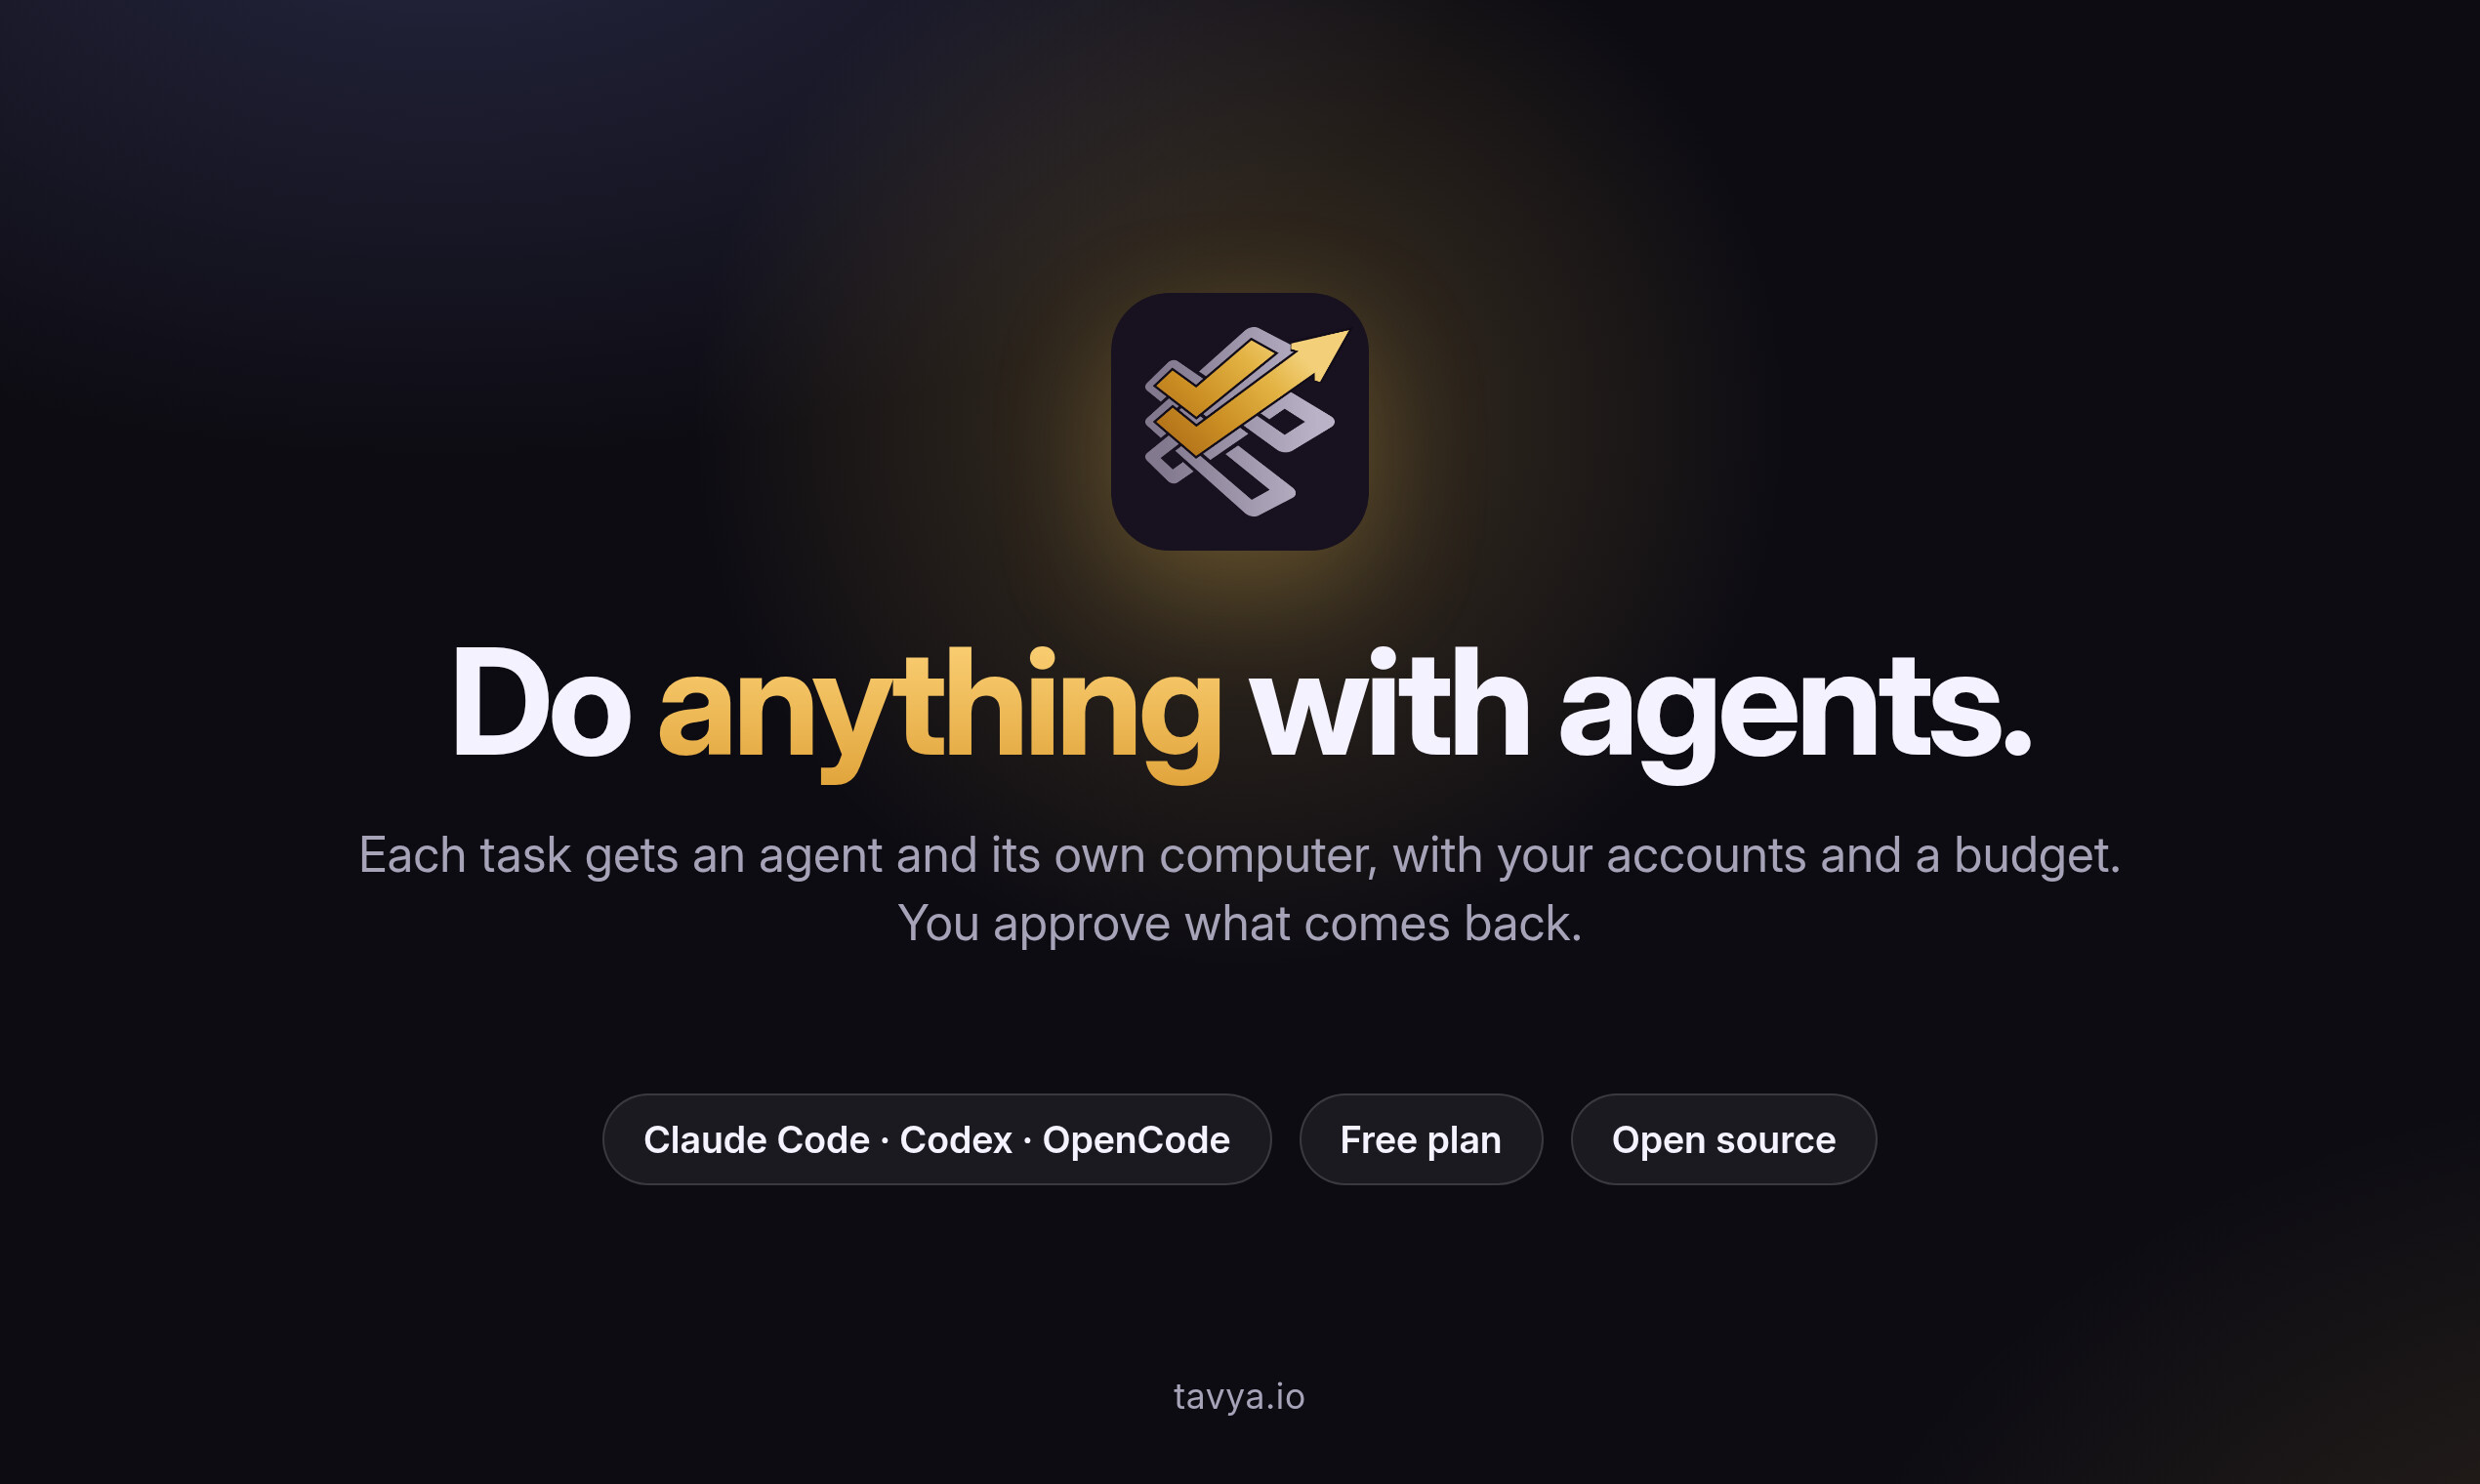 Do anything with agents.
Each task gets an agent and its own computer, with your accounts and a budget.
You approve what comes back.
Claude Code · Codex · OpenCode
Free plan
Open source
tavya.io